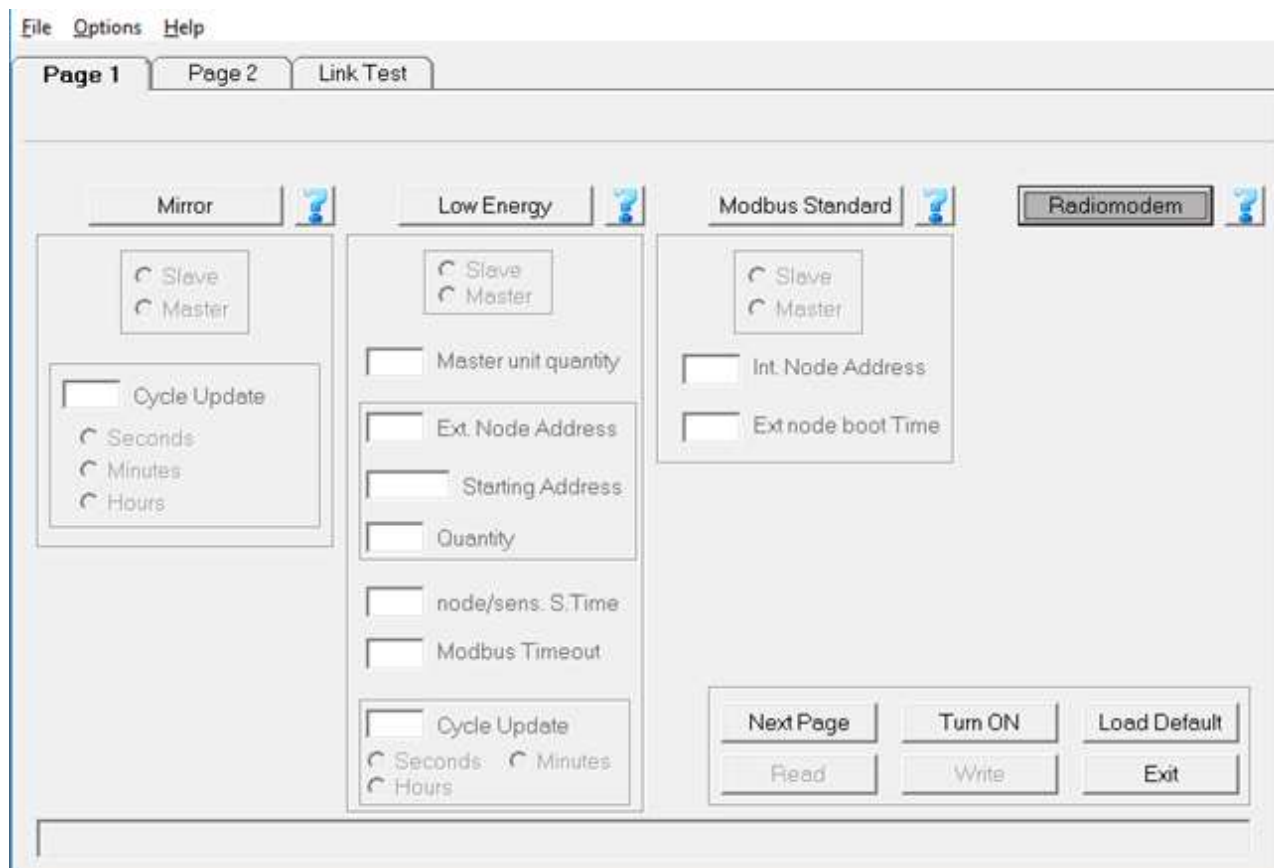 File Options Help
Page 1 Page 2 Link Test
Mirror Low Energy Modbus Standard Radiomodem
Slave
Master
Cycle Update
Seconds
Minutes
Hours
Slave
Master
Master unit quantity
Ext. Node Address
Starting Address
Quantity
node/sens. S.Time
Modbus Timeout
Cycle Update
Seconds Minutes
Hours
Slave
Master
Int. Node Address
Ext node boot Time
Next Page Turn ON Load Default
Read Write Exit